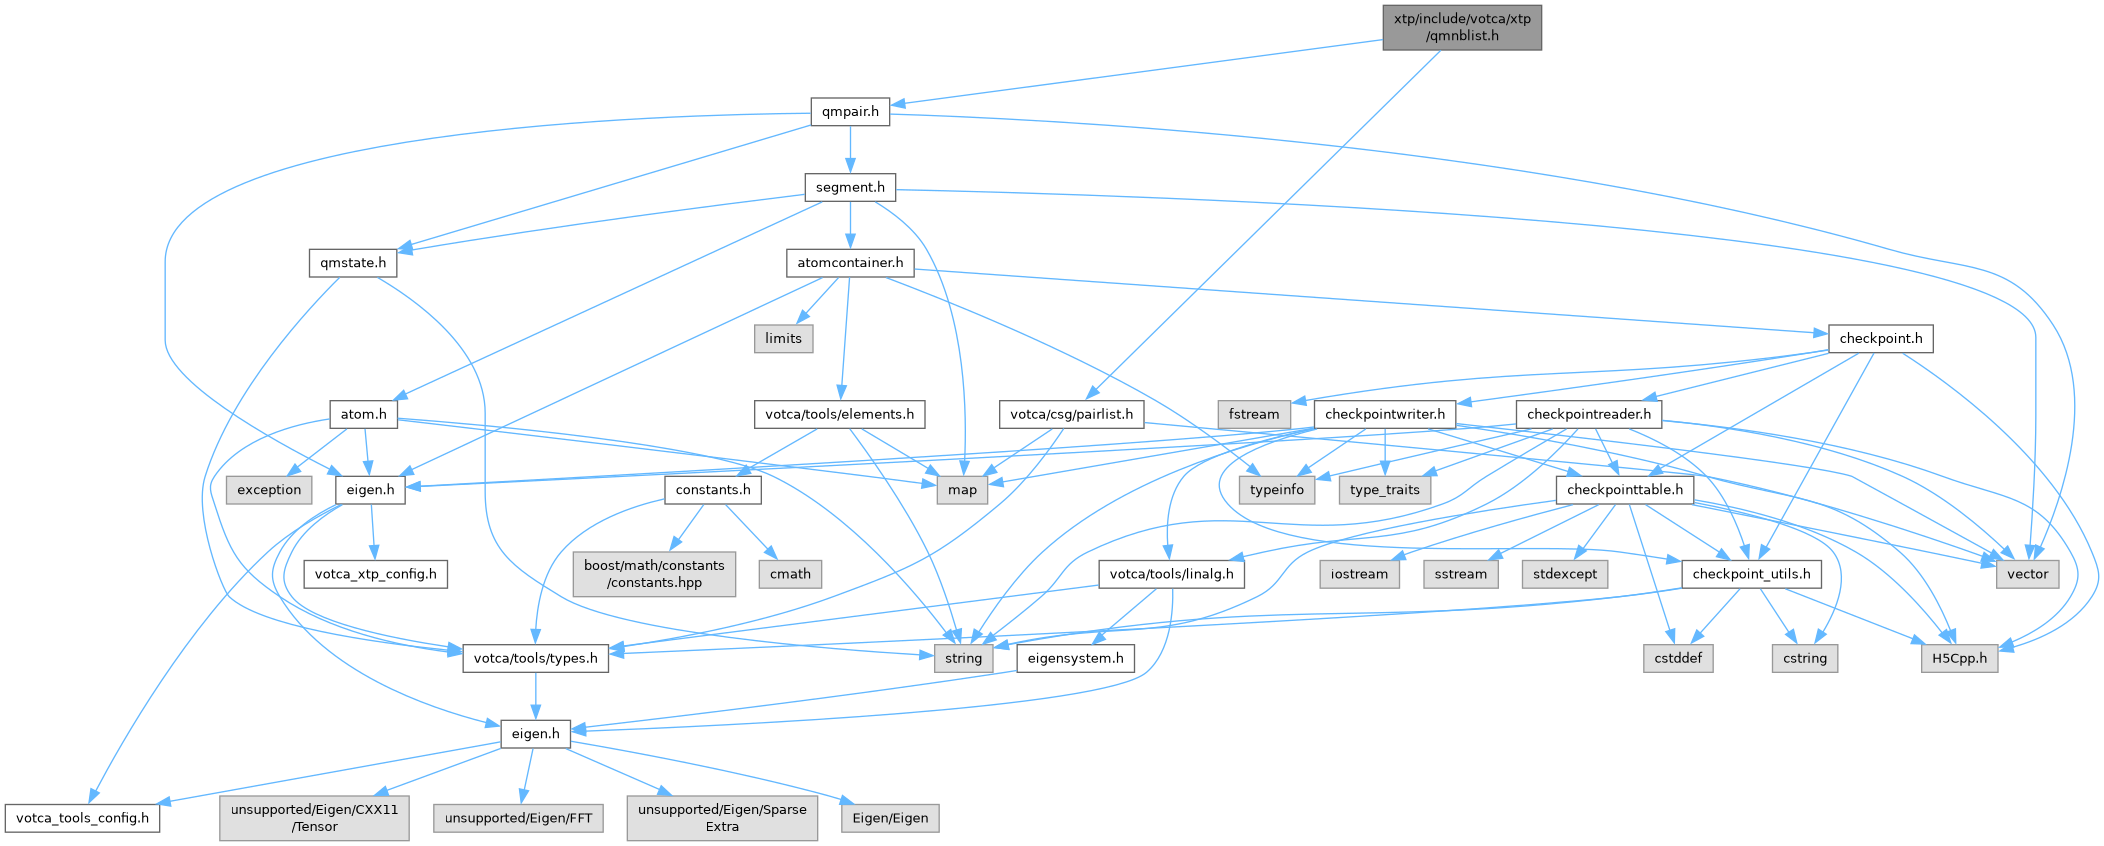 xtp/include/votca/xtp
/qmnblist.h
qmpair.h
segment.h
qmstate.h
atomcontainer.h
limits
checkpoint.h
atom.h
votca/tools/elements.h
votca/csg/pairlist.h
fstream
checkpointwriter.h
checkpointreader.h
exception
eigen.h
constants.h
map
typeinfo
type_traits
checkpointtable.h
votca_xtp_config.h
boost/math/constants
/constants.hpp
cmath
votca/tools/linalg.h
iostream
sstream
stdexcept
checkpoint_utils.h
vector
votca/tools/types.h
string
eigensystem.h
cstddef
cstring
H5Cpp.h
eigen.h
votca_tools_config.h
unsupported/Eigen/CXX11
/Tensor
unsupported/Eigen/FFT
unsupported/Eigen/Sparse
Extra
Eigen/Eigen